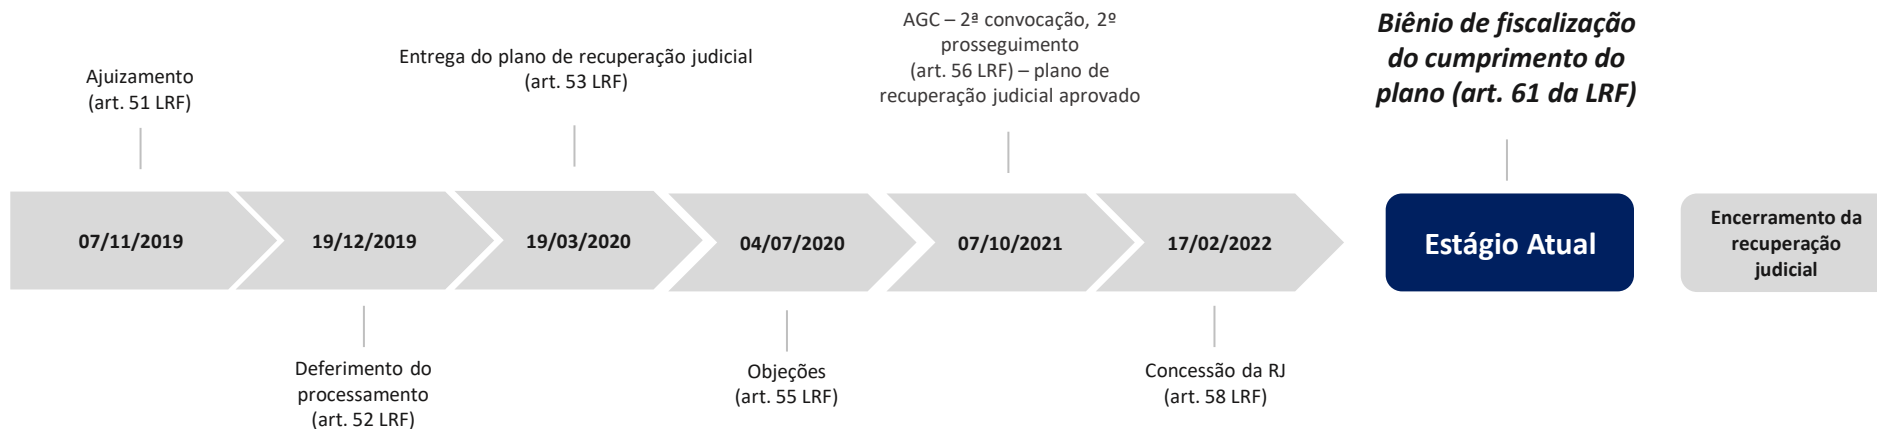 Ajuizamento
(art. 51 LRF)
Entrega do plano de recuperação judicial
(art. 53 LRF)
AGC – 2ª convocação, 2º
prosseguimento
(art. 56 LRF) – plano de
recuperação judicial aprovado
Biênio de fiscalização
do cumprimento do
plano (art. 61 da LRF)
07/11/2019
19/12/2019
19/03/2020
04/07/2020
07/10/2021
17/02/2022
Estágio Atual
Encerramento da
recuperação
judicial
Deferimento do
processamento
(art. 52 LRF)
Objeções
(art. 55 LRF)
Concessão da RJ
(art. 58 LRF)